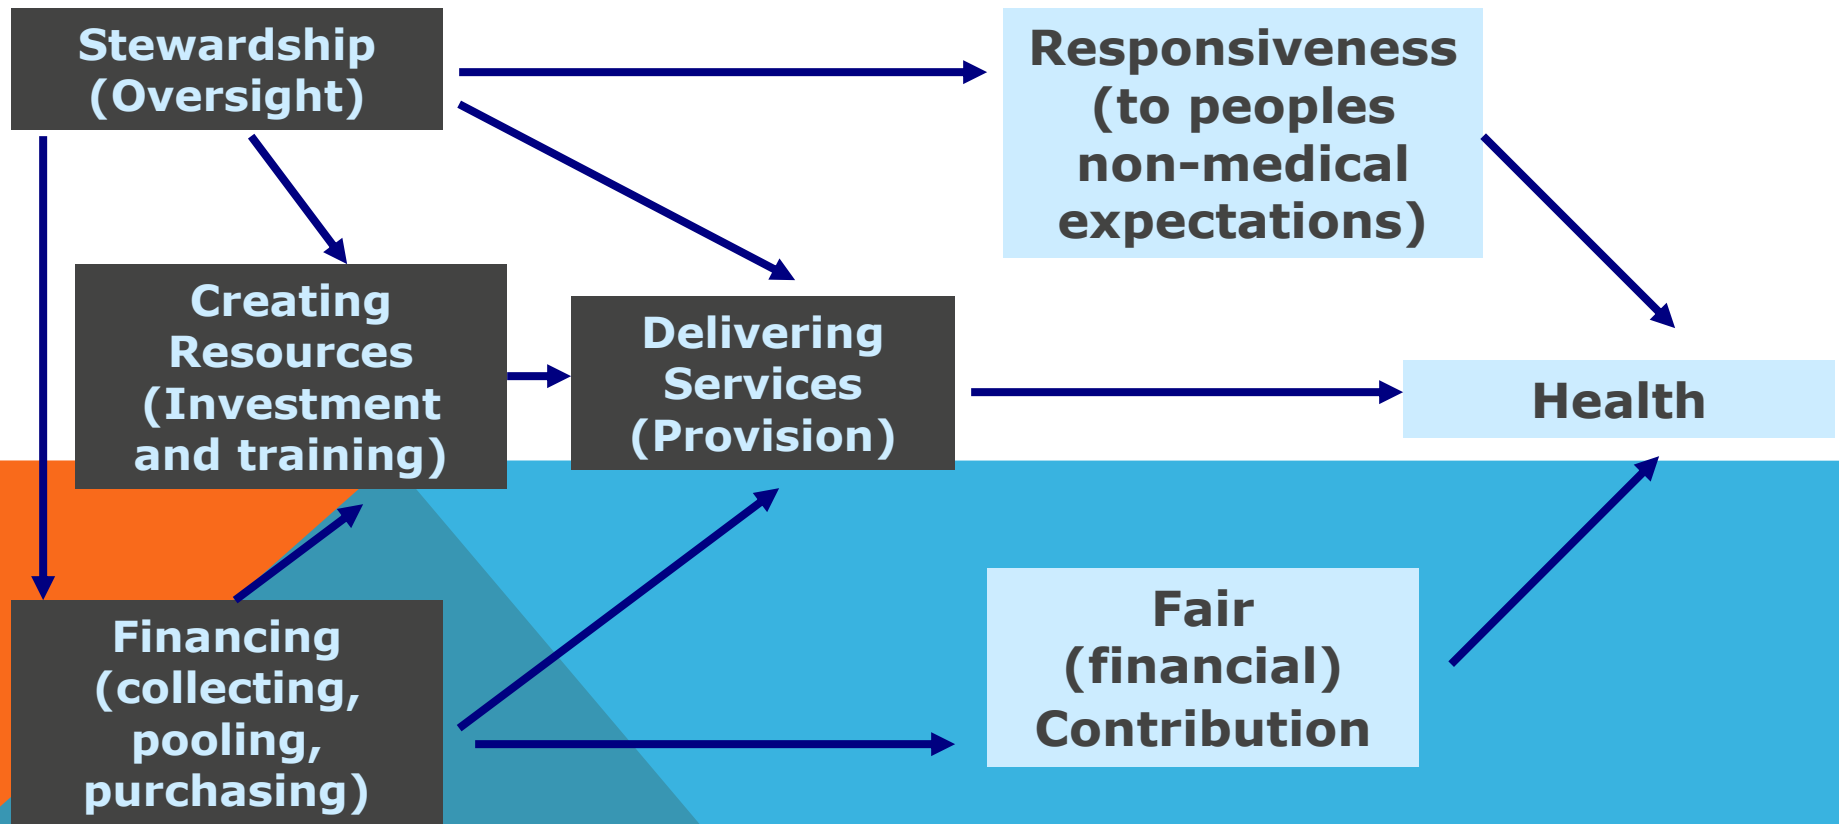 Stewardship
(Oversight)
Responsiveness
(to peoples
non-medical
expectations)
Creating
Resources
(Investment
and training)
Delivering
Services
(Provision)
Health
Financing
(collecting,
pooling,
purchasing)
Fair
(financial)
Contribution